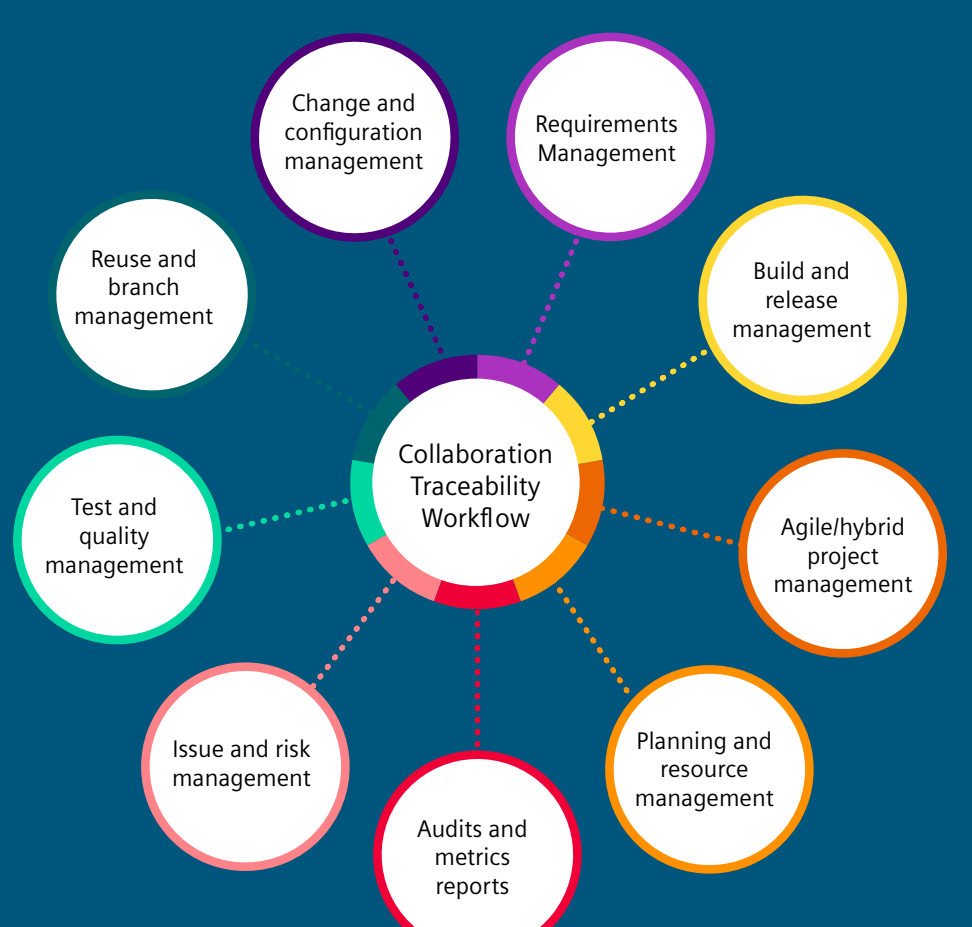 Change and
configuration
management
Requirements
Management
Reuse and
branch
management
Build and
release
management
Collaboration
Traceability
Workflow
Test and
quality
management
Agile/hybrid
project
management
Issue and risk
management
Planning and
resource
management
Audits and
metrics
reports